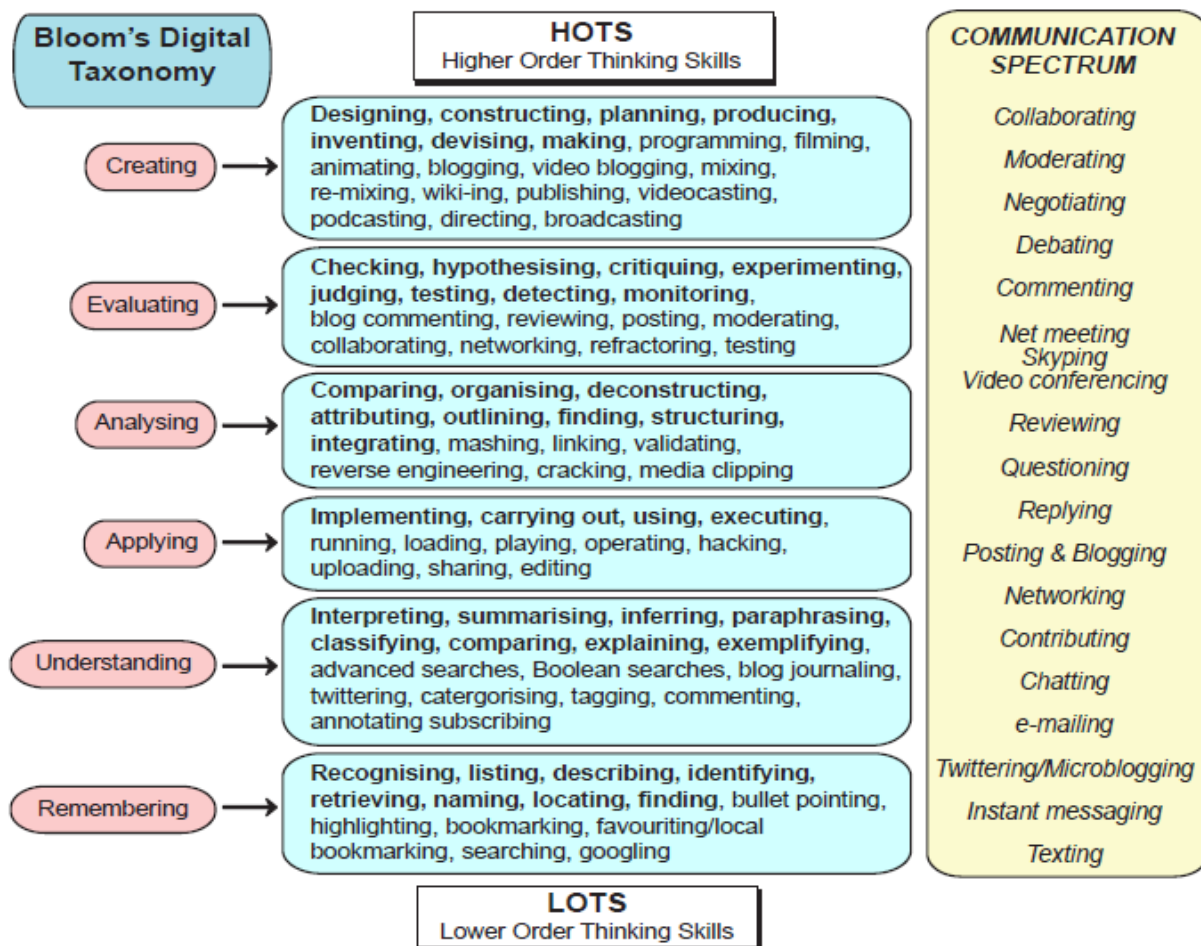 Bloom's Digital
Taxonomy
HOTS
Higher Order Thinking Skills
Creating
Designing, constructing, planning, producing,
inventing, devising, making, programming, filming,
animating, blogging, video blogging, mixing,
re-mixing, wiki-ing, publishing, videocasting,
podcasting, directing, broadcasting
Evaluating
Checking, hypothesising, critiquing, experimenting,
judging, testing, detecting, monitoring,
blog commenting, reviewing, posting, moderating,
collaborating, networking, refractoring, testing
Analysing
Comparing, organising, deconstructing,
attributing, outlining, finding, structuring,
integrating, mashing, linking, validating,
reverse engineering, cracking, media clipping
Applying
Implementing, carrying out, using, executing,
running, loading, playing, operating, hacking,
uploading, sharing, editing
Understanding
Interpreting, summarising, inferring, paraphrasing,
classifying, comparing, explaining, exemplifying,
advanced searches, Boolean searches, blog journaling,
twittering, catergorising, tagging, commenting,
annotating subscribing
Remembering
Recognising, listing, describing, identifying,
retrieving, naming, locating, finding, bullet pointing,
highlighting, bookmarking, favouriting/local
bookmarking, searching, googling
LOTS
Lower Order Thinking Skills
COMMUNICATION
SPECTRUM
Collaborating
Moderating
Negotiating
Debating
Commenting
Net meeting
Skyping
Video conferencing
Reviewing
Questioning
Replying
Posting & Blogging
Networking
Contributing
Chatting
e-mailing
Twittering/Microblogging
Instant messaging
Texting